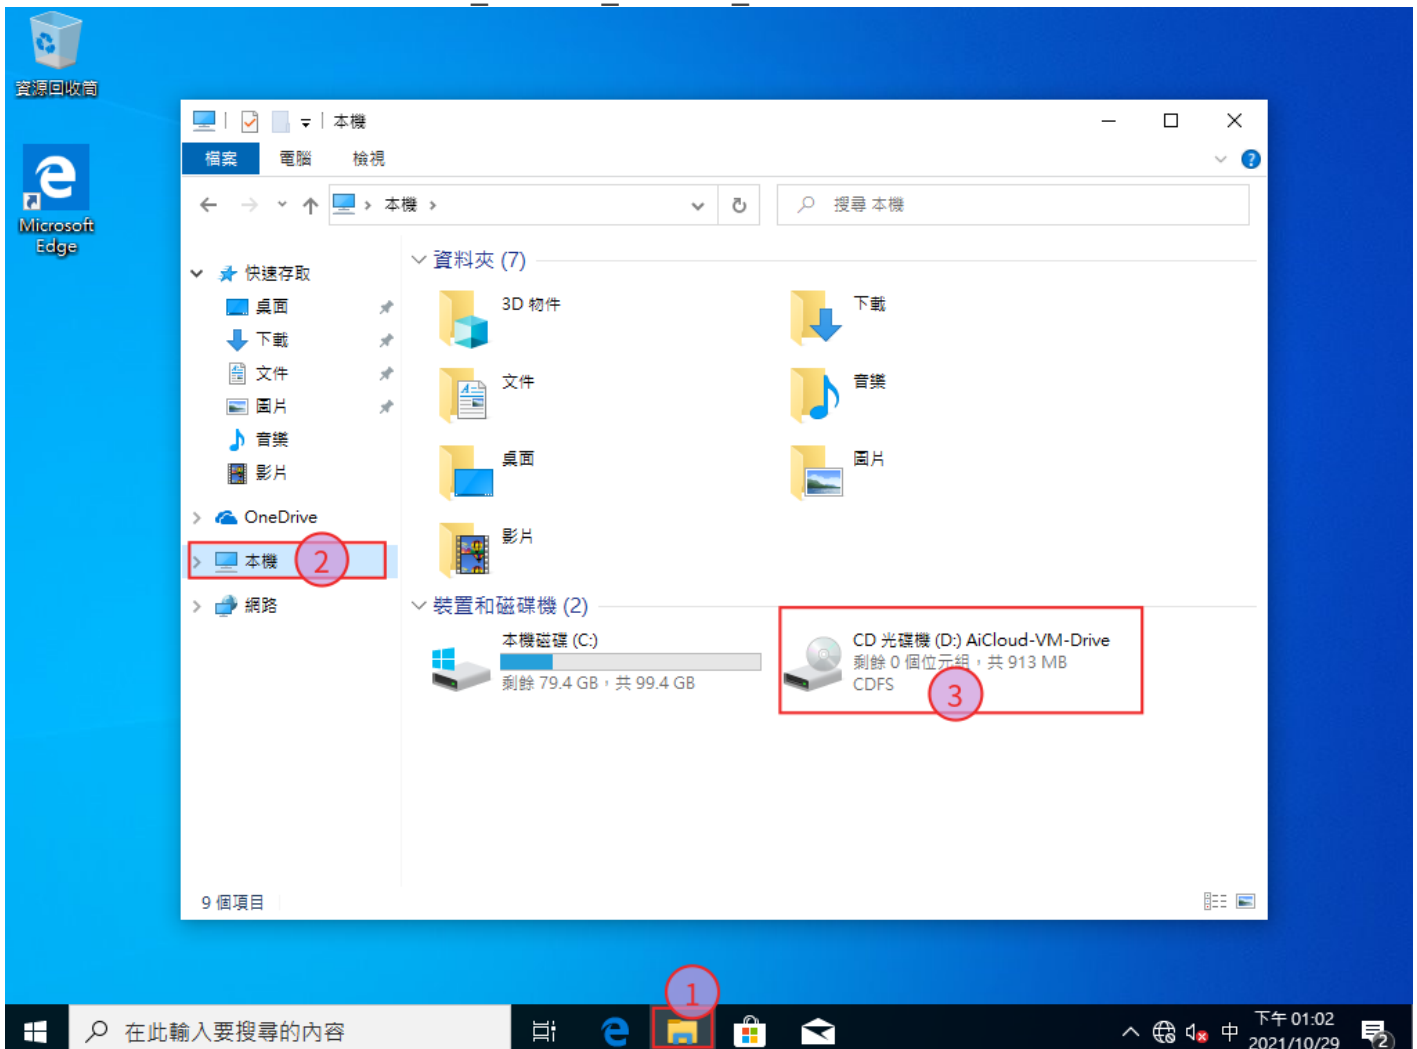 資源回收筒
Microsoft
Edge
本機
檔案
電腦
檢視
本機
搜尋 本機
快速存取
桌面
下載
文件
圖片
音樂
影片
OneDrive
本機
2
網路
資料夾 (7)
3D 物件
下載
文件
音樂
桌面
圖片
影片
裝置和磁碟機 (2)
本機磁碟 (C:)
剩餘 79.4 GB，共 99.4 GB
CD 光碟機 (D:) AiCloud-VM-Drive
剩餘 0 個位元組，共 913 MB
CDFS
3
9 個項目
1
在此輸入要搜尋的內容
中
下午 01:02
2021/10/29
2